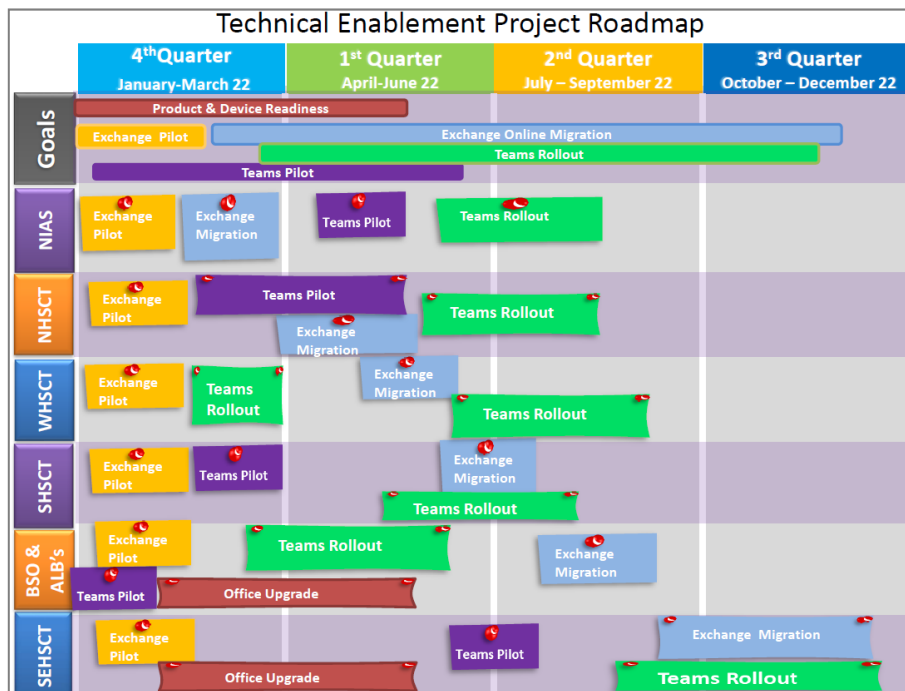 Technical Enablement Project Roadmap
4thQuarter
January-March 22
1st Quarter
April-June 22
2nd Quarter
July – September 22
3rd Quarter
October – December 22
Goals
Product & Device Readiness
Exchange Pilot
Exchange Online Migration
Teams Rollout
Teams Pilot
NIAS
Exchange
Pilot
Exchange
Migration
Teams Pilot
Teams Rollout
NHSCT
Exchange
Pilot
Teams Pilot
Exchange
Migration
Teams Rollout
WHSCT
Exchange
Pilot
Teams
Rollout
Exchange
Migration
Teams Rollout
SHSCT
Exchange
Pilot
Teams Pilot
Exchange
Migration
Teams Rollout
BSO &
ALB's
Exchange
Pilot
Teams Rollout
Exchange
Migration
Teams Pilot
Office Upgrade
SEHSCT
Exchange
Pilot
Teams Pilot
Exchange Migration
Office Upgrade
Teams Rollout